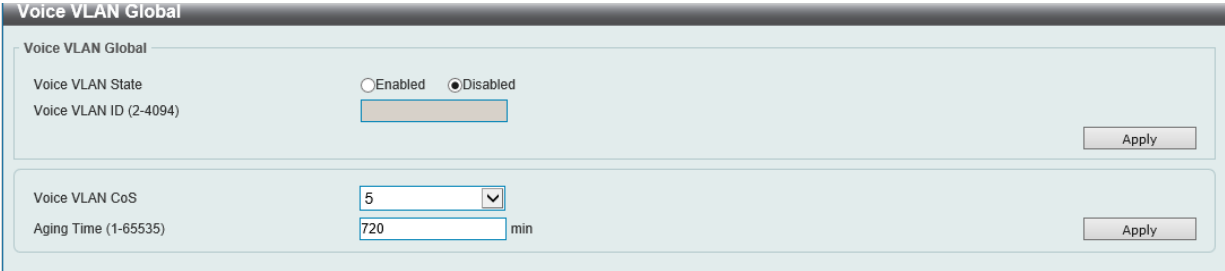 Voice VLAN Global
Voice VLAN Global
Voice VLAN State Enabled Disabled
Voice VLAN ID (2-4094)
Apply
Voice VLAN CoS 5
Aging Time (1-65535) 720 min Apply